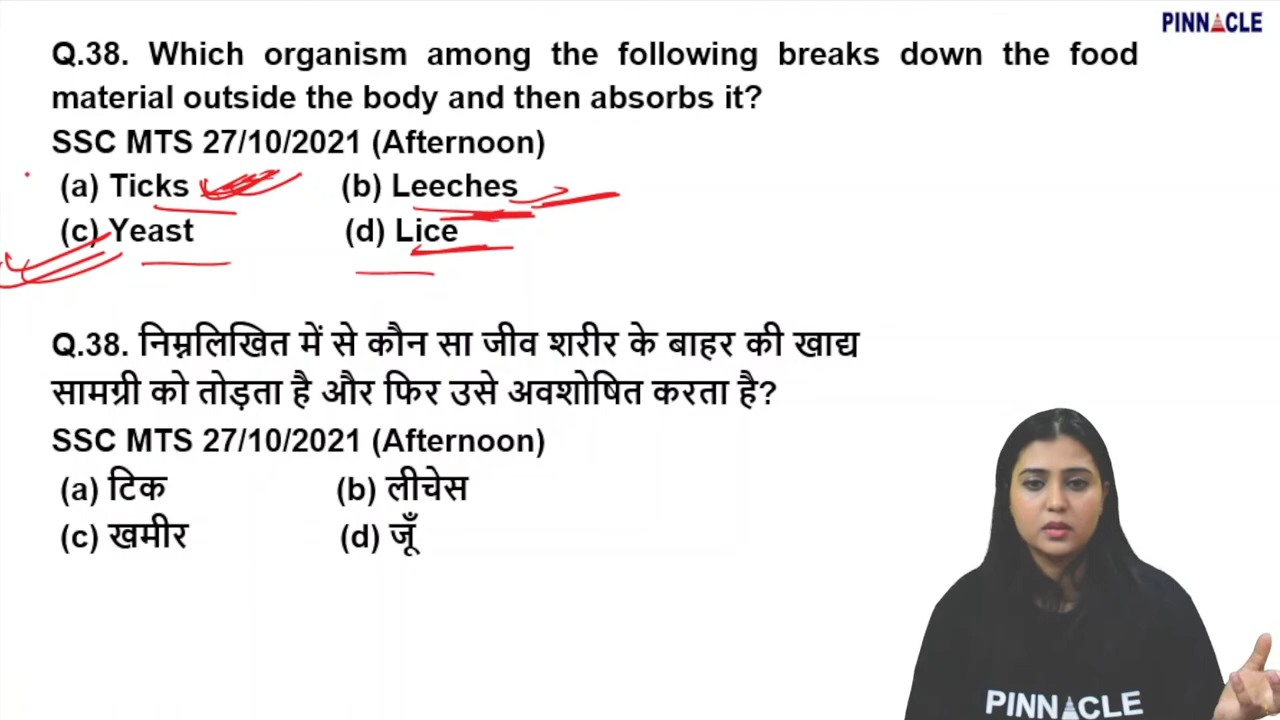 PINNACLE
Q.38. Which organism among the following breaks down the food
material outside the body and then absorbs it?
SSC MTS 27/10/2021 (Afternoon)
(a) Ticks (b) Leeches
(c) Yeast (d) Lice
Q.38. निम्नलिखित में से कौन सा जीव शरीर के बाहर की खाद्य
सामग्री को तोड़ता है और फिर उसे अवशोषित करता है?
SSC MTS 27/10/2021 (Afternoon)
(a) टिक (b) लीचेस
(c) खमीर (d) जूँ
PINNACLE